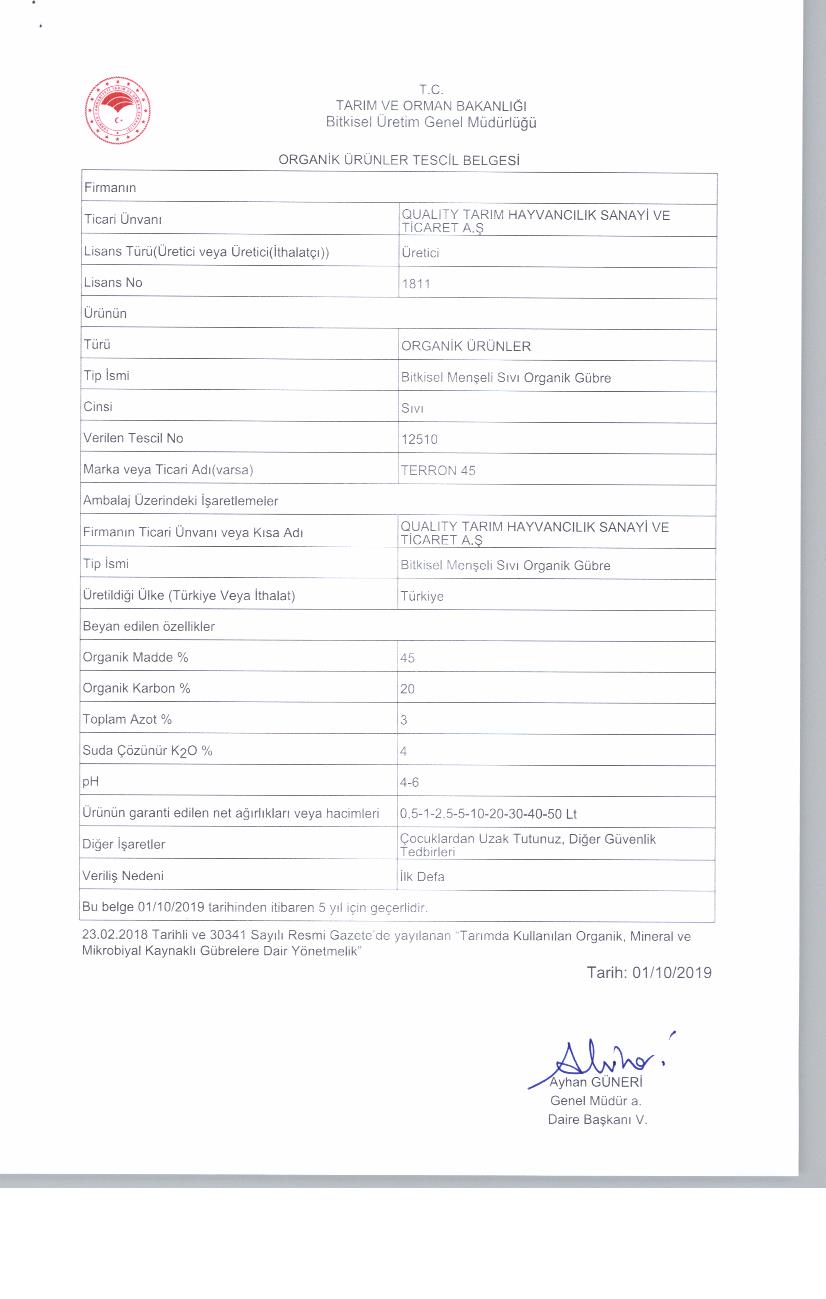 T.C.
TARIM VE ORMAN BAKANLIĞI
Bitkisel Üretim Genel Müdürlüğü
ORGANİK ÜRÜNLER TESCİL BELGESİ
Firmanın
Ticari Ünvanı
QUALITY TARIM HAYVANCILIK SANAYİ VE
TİCARET A.Ş
Lisans Türü(Üretici veya Üretici(İthalatçı))
Üretici
Lisans No
1811
Ürünün
Türü
ORGANİK ÜRÜNLER
Tip İsmi
Bitkisel Menşeli Sıvı Organik Gübre
Cinsi
Sıvı
Verilen Tescil No
12510
Marka veya Ticari Adı(varsa)
TERRON 45
Ambalaj Üzerindeki İşaretlemeler
Firmanın Ticari Ünvanı veya Kısa Adı
QUALITY TARIM HAYVANCILIK SANAYİ VE
TİCARET A.Ş
Tip İsmi
Bitkisel Menşeli Sıvı Organik Gübre
Üretildiği Ülke (Türkiye Veya İthalat)
Türkiye
Beyan edilen özellikler
Organik Madde %
45
Organik Karbon %
20
Toplam Azot %
3
Suda Çözünür K2O %
4
pH
4-6
Ürünün garanti edilen net ağırlıkları veya hacimleri
0,5-1-2,5-5-10-20-30-40-50 Lt
Diğer İşaretler
Çocuklardan Uzak Tutunuz, Diğer Güvenlik
Tedbirleri
Veriliş Nedeni
İlk Defa
Bu belge 01/10/2019 tarihinden itibaren 5 yıl için geçerlidir.
23.02.2018 Tarihli ve 30341 Sayılı Resmi Gazete'de yayılanan "Tarımda Kullanılan Organik, Mineral ve
Mikrobiyal Kaynaklı Gübrelere Dair Yönetmelik"
Tarih: 01/10/2019
Ayhan GÜNERİ
Genel Müdür a.
Daire Başkanı V.